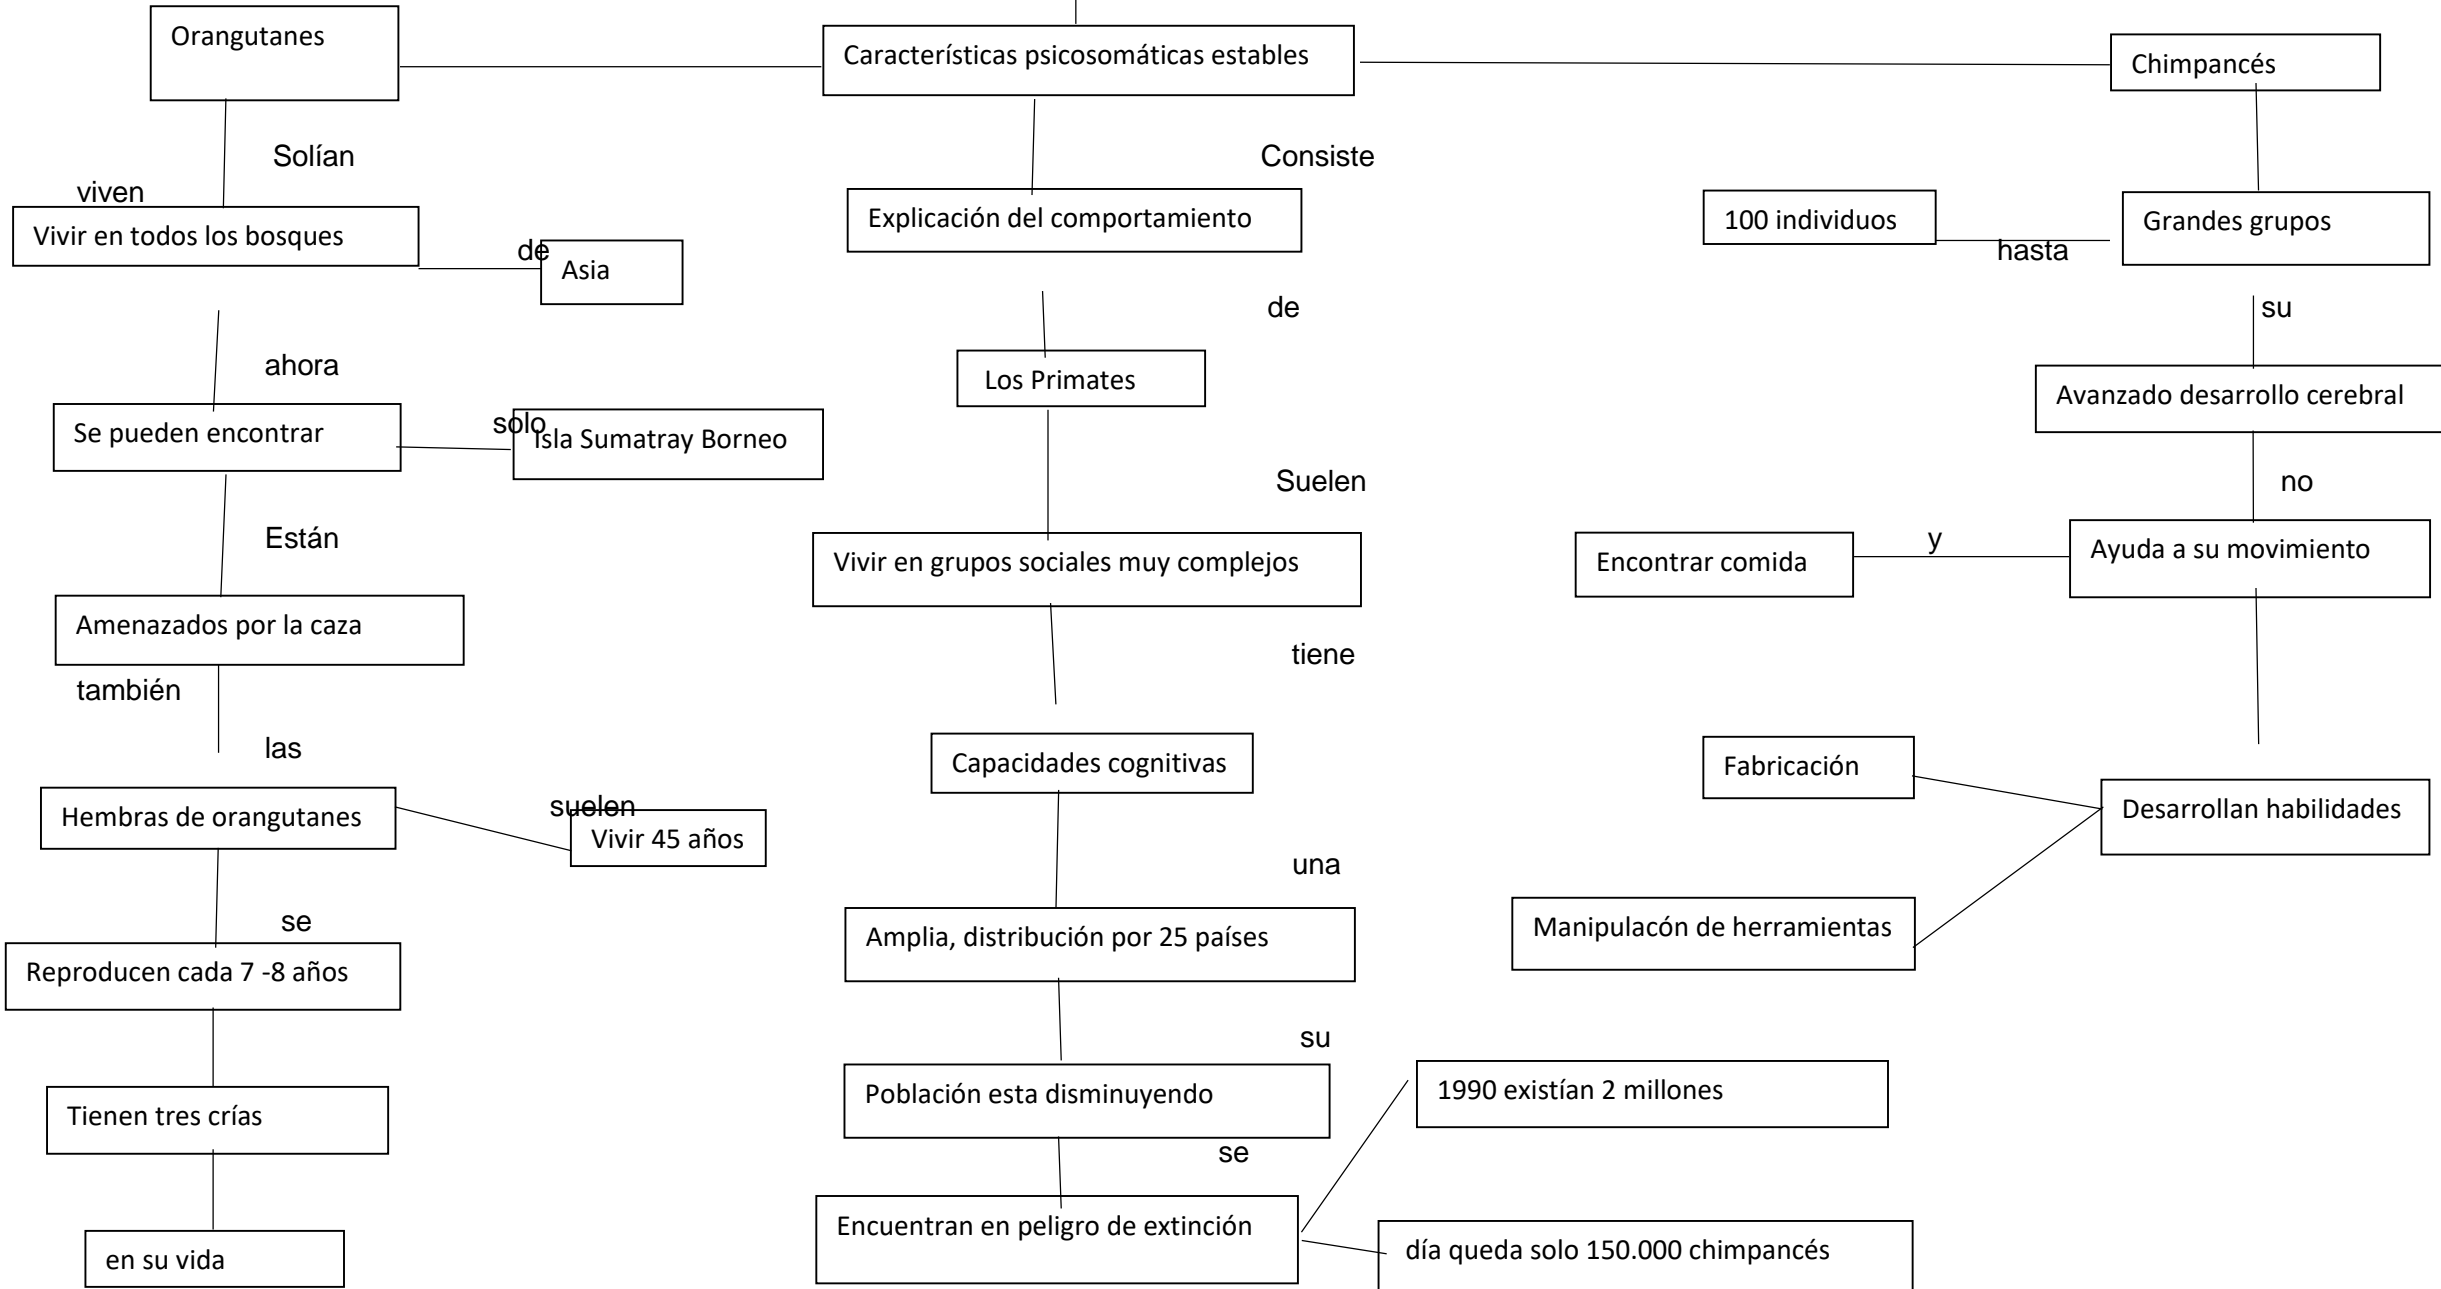 Orangutanes
Características psicosomáticas estables
Chimpancés
Solían
Consiste
viven
Vivir en todos los bosques
Explicación del comportamiento
100 individuos
Grandes grupos
de
Asia
hasta
de
su
ahora
Los Primates
Avanzado desarrollo cerebral
Se pueden encontrar
solo
Isla Sumatray Borneo
Suelen
no
Están
Vivir en grupos sociales muy complejos
Encontrar comida
y
Ayuda a su movimiento
Amenazados por la caza
tiene
también
las
Capacidades cognitivas
Fabricación
Hembras de orangutanes
suelen
Vivir 45 años
Desarrollan habilidades
una
se
Amplia, distribución por 25 países
Manipulacón de herramientas
Reproducen cada 7 -8 años
su
Tienen tres crías
Población esta disminuyendo
1990 existían 2 millones
se
en su vida
Encuentran en peligro de extinción
día queda solo 150.000 chimpancés